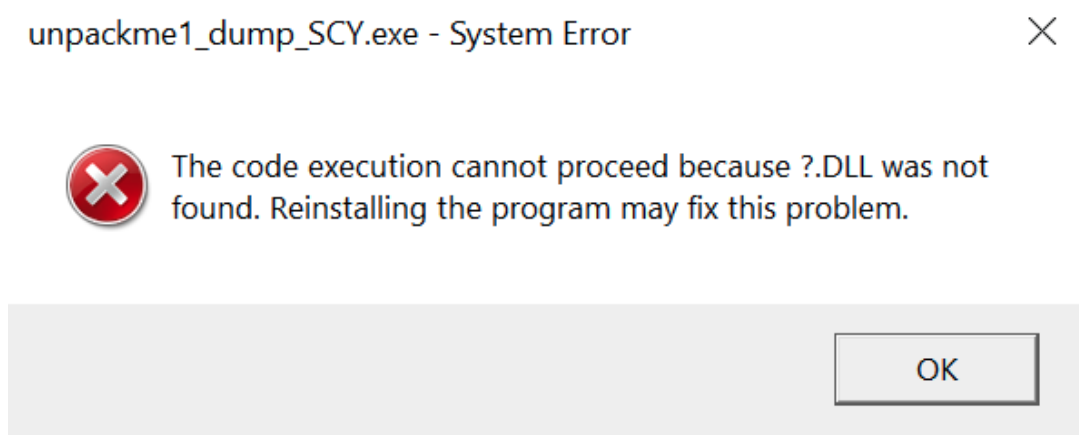 unpackme1_dump_SCY.exe - System Error
The code execution cannot proceed because ?.DLL was not
found. Reinstalling the program may fix this problem.
OK